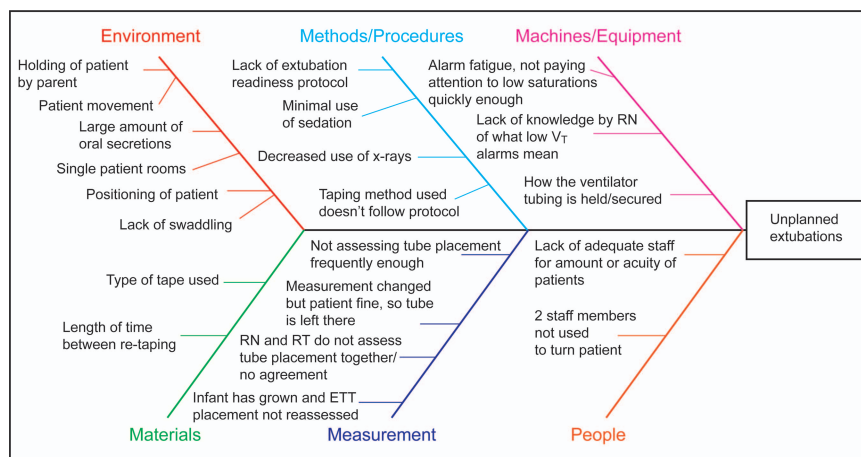 Environment
Methods/Procedures
Machines/Equipment
Holding of patient
by parent
Patient movement
Large amount of
oral secretions
Single patient rooms
Positioning of patient
Lack of swaddling
Lack of extubation
readiness protocol
Minimal use
of sedation
Decreased use of x-rays
Taping method used
doesn't follow protocol
Alarm fatigue, not paying
attention to low saturations
quickly enough
Lack of knowledge by RN
of what low VT
alarms mean
How the ventilator
tubing is held/secured
Unplanned
extubations
Type of tape used
Length of time
between re-taping
Not assessing tube placement
frequently enough
Measurement changed
but patient fine, so tube
is left there
RN and RT do not assess
tube placement together/
no agreement
Infant has grown and ETT
placement not reassessed
Lack of adequate staff
for amount or acuity of
patients
2 staff members
not used
to turn patient
Materials
Measurement
People